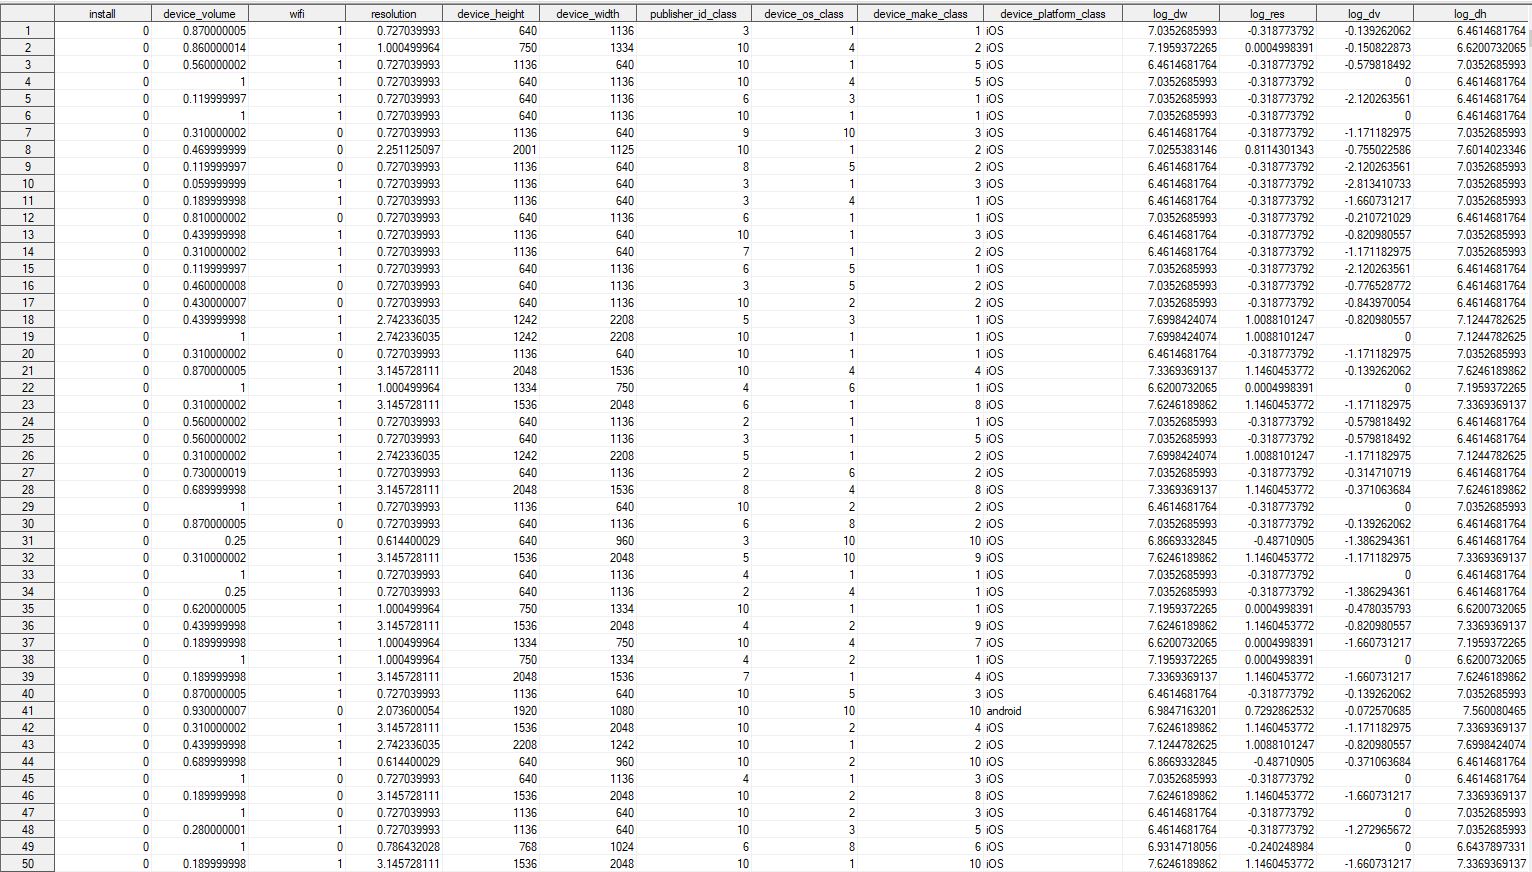 install device_volume wifi resolution device_height device_width publisher_id_class device_os_class device_make_class device_platform_class log_dw log_res log_dv log_dh
1 0 0.870000005 1 0.727039993 640 1136 3 1 1 iOS 7.0352685993 -0.318773792 -0.139262062 6.4614681764
2 0 0.860000014 1 1.000499964 750 1334 10 4 2 iOS 7.1959372265 0.0004998391 -0.150822873 6.6200732065
3 0 0.560000002 1 0.727039993 1136 640 10 1 5 iOS 6.4614681764 -0.318773792 -0.579818492 7.0352685993
4 0 1 1 0.727039993 640 1136 10 4 5 iOS 7.0352685993 -0.318773792 0 6.4614681764
5 0 0.119999997 1 0.727039993 640 1136 6 3 1 iOS 7.0352685993 -0.318773792 -2.120263561 6.4614681764
6 0 1 1 0.727039993 640 1136 10 1 1 iOS 7.0352685993 -0.318773792 0 6.4614681764
7 0 0.310000002 0 0.727039993 1136 640 9 10 3 iOS 6.4614681764 -0.318773792 -1.171182975 7.0352685993
8 0 0.469999999 0 2.251125097 2001 1125 10 1 2 iOS 7.0255383146 0.8114301343 -0.755022586 7.6014023346
9 0 0.119999997 0 0.727039993 1136 640 8 5 2 iOS 6.4614681764 -0.318773792 -2.120263561 7.0352685993
10 0 0.059999999 1 0.727039993 1136 640 3 1 3 iOS 6.4614681764 -0.318773792 -2.813410733 7.0352685993
11 0 0.189999998 1 0.727039993 1136 640 3 4 1 iOS 6.4614681764 -0.318773792 -1.660731217 7.0352685993
12 0 0.810000002 0 0.727039993 640 1136 6 1 1 iOS 7.0352685993 -0.318773792 -0.210721029 6.4614681764
13 0 0.439999998 1 0.727039993 1136 640 10 1 3 iOS 6.4614681764 -0.318773792 -0.820980557 7.0352685993
14 0 0.310000002 1 0.727039993 1136 640 7 1 2 iOS 6.4614681764 -0.318773792 -1.171182975 7.0352685993
15 0 0.119999997 1 0.727039993 640 1136 6 5 1 iOS 7.0352685993 -0.318773792 -2.120263561 6.4614681764
16 0 0.460000008 0 0.727039993 640 1136 3 5 2 iOS 7.0352685993 -0.318773792 -0.776528772 6.4614681764
17 0 0.430000007 0 0.727039993 640 1136 10 2 2 iOS 7.0352685993 -0.318773792 -0.843970054 6.4614681764
18 0 0.439999998 1 2.742336035 1242 2208 5 3 1 iOS 7.6998424074 1.0088101247 -0.820980557 7.1244782625
19 0 1 1 2.742336035 1242 2208 10 1 1 iOS 7.6998424074 1.0088101247 0 7.1244782625
20 0 0.310000002 0 0.727039993 1136 640 10 1 1 iOS 6.4614681764 -0.318773792 -1.171182975 7.0352685993
21 0 0.870000005 1 3.145728111 2048 1536 10 4 4 iOS 7.3369369137 1.1460453772 -0.139262062 7.6246189862
22 0 1 1 1.000499964 1334 750 4 6 1 iOS 6.6200732065 0.0004998391 0 7.1959372265
23 0 0.310000002 1 3.145728111 1536 2048 6 1 8 iOS 7.6246189862 1.1460453772 -1.171182975 7.3369369137
24 0 0.560000002 1 0.727039993 640 1136 2 1 1 iOS 7.0352685993 -0.318773792 -0.579818492 6.4614681764
25 0 0.560000002 1 0.727039993 640 1136 3 1 5 iOS 7.0352685993 -0.318773792 -0.579818492 6.4614681764
26 0 0.310000002 1 2.742336035 1242 2208 5 1 2 iOS 7.6998424074 1.0088101247 -1.171182975 7.1244782625
27 0 0.730000019 1 0.727039993 640 1136 2 6 2 iOS 7.0352685993 -0.318773792 -0.314710719 6.4614681764
28 0 0.689999998 1 3.145728111 2048 1536 8 4 8 iOS 7.3369369137 1.1460453772 -0.371063684 7.6246189862
29 0 1 1 0.727039993 1136 640 10 2 2 iOS 6.4614681764 -0.318773792 0 7.0352685993
30 0 0.870000005 0 0.727039993 640 1136 6 8 2 iOS 7.0352685993 -0.318773792 -0.139262062 6.4614681764
31 0 0.25 1 0.614400029 640 960 3 10 10 iOS 6.8669332845 -0.48710905 -1.386294361 6.4614681764
32 0 0.310000002 1 3.145728111 1536 2048 5 10 9 iOS 7.6246189862 1.1460453772 -1.171182975 7.3369369137
33 0 1 1 0.727039993 640 1136 4 1 1 iOS 7.0352685993 -0.318773792 0 6.4614681764
34 0 0.25 1 0.727039993 640 1136 2 4 1 iOS 7.0352685993 -0.318773792 -1.386294361 6.4614681764
35 0 0.620000005 1 1.000499964 750 1334 10 1 1 iOS 7.1959372265 0.0004998391 -0.478035793 6.6200732065
36 0 0.439999998 1 3.145728111 1536 2048 4 2 9 iOS 7.6246189862 1.1460453772 -0.820980557 7.3369369137
37 0 0.189999998 1 1.000499964 1334 750 10 4 7 iOS 6.6200732065 0.0004998391 -1.660731217 7.1959372265
38 0 1 1 1.000499964 750 1334 4 2 1 iOS 7.1959372265 0.0004998391 0 6.6200732065
39 0 0.189999998 1 3.145728111 2048 1536 7 1 4 iOS 7.3369369137 1.1460453772 -1.660731217 7.6246189862
40 0 0.870000005 1 0.727039993 1136 640 10 5 3 iOS 6.4614681764 -0.318773792 -0.139262062 7.0352685993
41 0 0.930000007 0 2.073600054 1920 1080 10 10 10 android 6.9847163201 0.7292862532 -0.072570685 7.560080465
42 0 0.310000002 1 3.145728111 1536 2048 10 2 4 iOS 7.6246189862 1.1460453772 -1.171182975 7.3369369137
43 0 0.439999998 1 2.742336035 2208 1242 10 1 2 iOS 7.1244782625 1.0088101247 -0.820980557 7.6998424074
44 0 0.689999998 1 0.614400029 640 960 10 2 10 iOS 6.8669332845 -0.48710905 -0.371063684 6.4614681764
45 0 1 0 0.727039993 640 1136 4 1 3 iOS 7.0352685993 -0.318773792 0 6.4614681764
46 0 0.189999998 0 3.145728111 1536 2048 10 2 8 iOS 7.6246189862 1.1460453772 -1.660731217 7.3369369137
47 0 1 0 0.727039993 1136 640 10 2 3 iOS 6.4614681764 -0.318773792 0 7.0352685993
48 0 0.280000001 1 0.727039993 1136 640 10 3 5 iOS 6.4614681764 -0.318773792 -1.272965672 7.0352685993
49 0 1 0 0.786432028 768 1024 6 8 6 iOS 6.9314718056 -0.240248984 0 6.6437897331
50 0 0.189999998 1 3.145728111 1536 2048 10 1 10 iOS 7.6246189862 1.1460453772 -1.660731217 7.3369369137